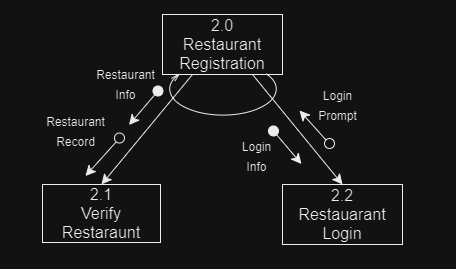 2.0
Restaurant
Registration
Restaurant
Info
Restaurant
Record
Login
Prompt
Login
Info
2.1
Verify
Restaraunt
2.2
Restauarant
Login